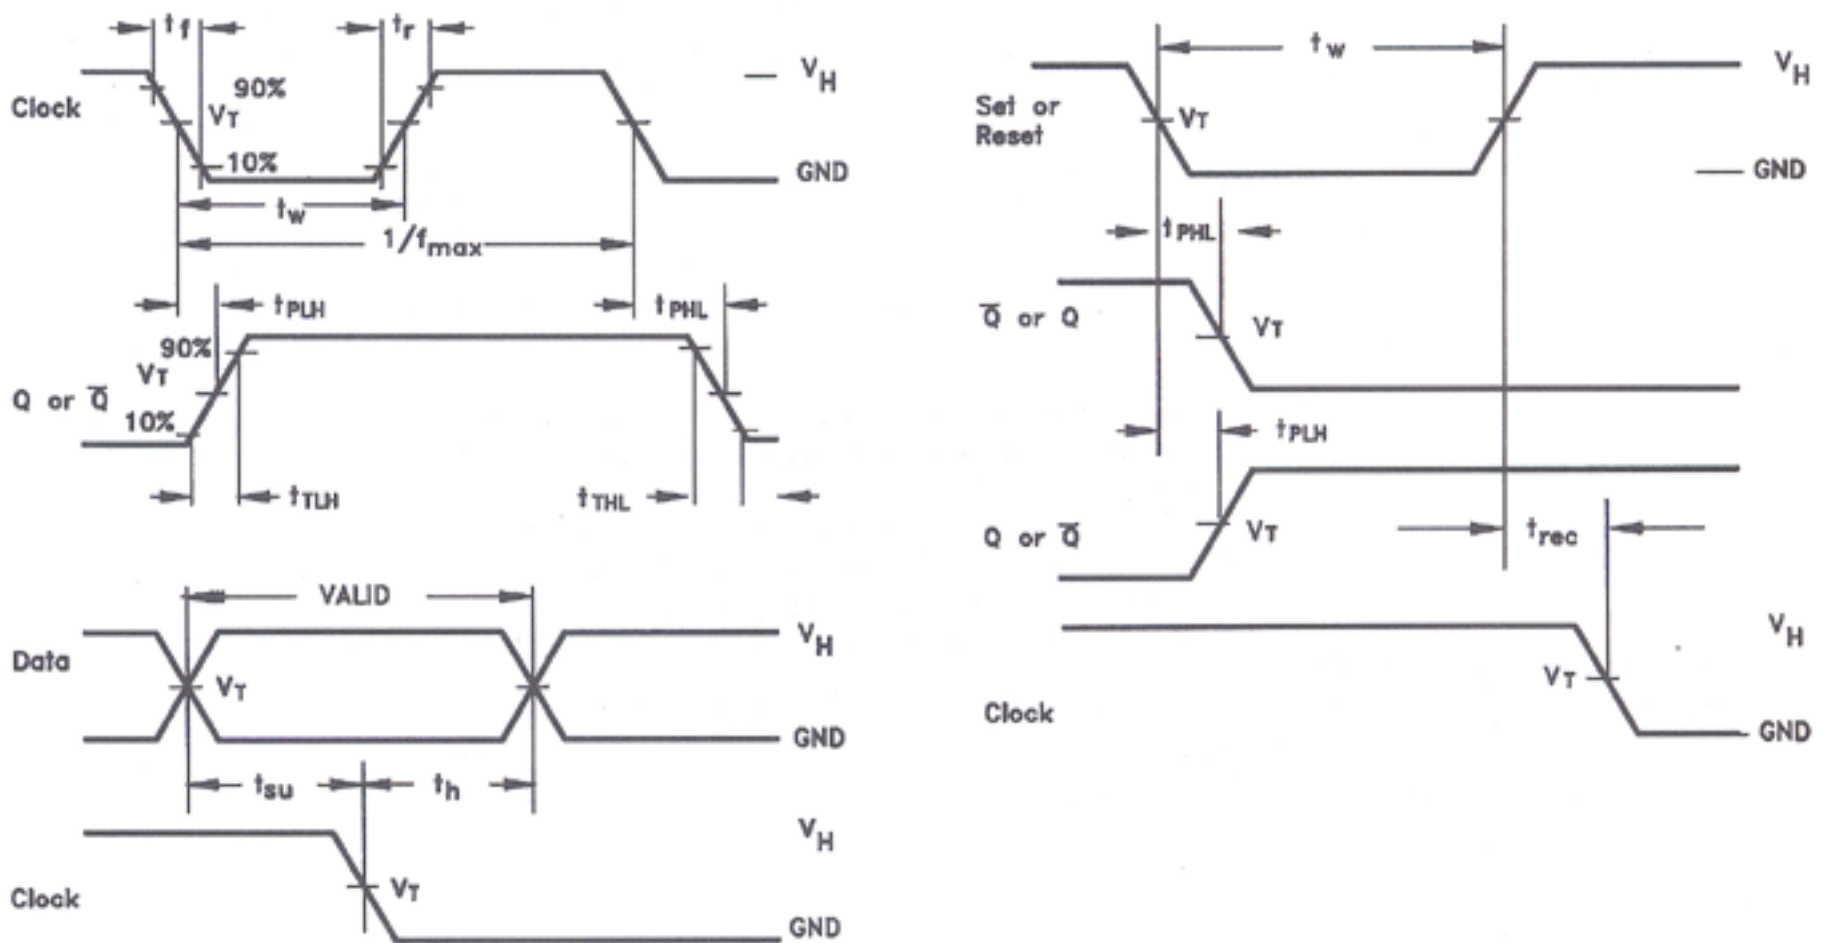 tf tr
90% VH
Clock VT
10% GND
tw
1/fmax
tPLH tPHL
90%
VT
Q or Q̅
10%
tTLH tTHL
VALID
VH
Data VT
GND
tsu th
VH
Clock VT
GND
tw
VH
Set or
Reset
VT
GND
tPHL
Q̅ or Q VT
tPLH
Q or Q̅ VT
trec
VH
VT
Clock
GND